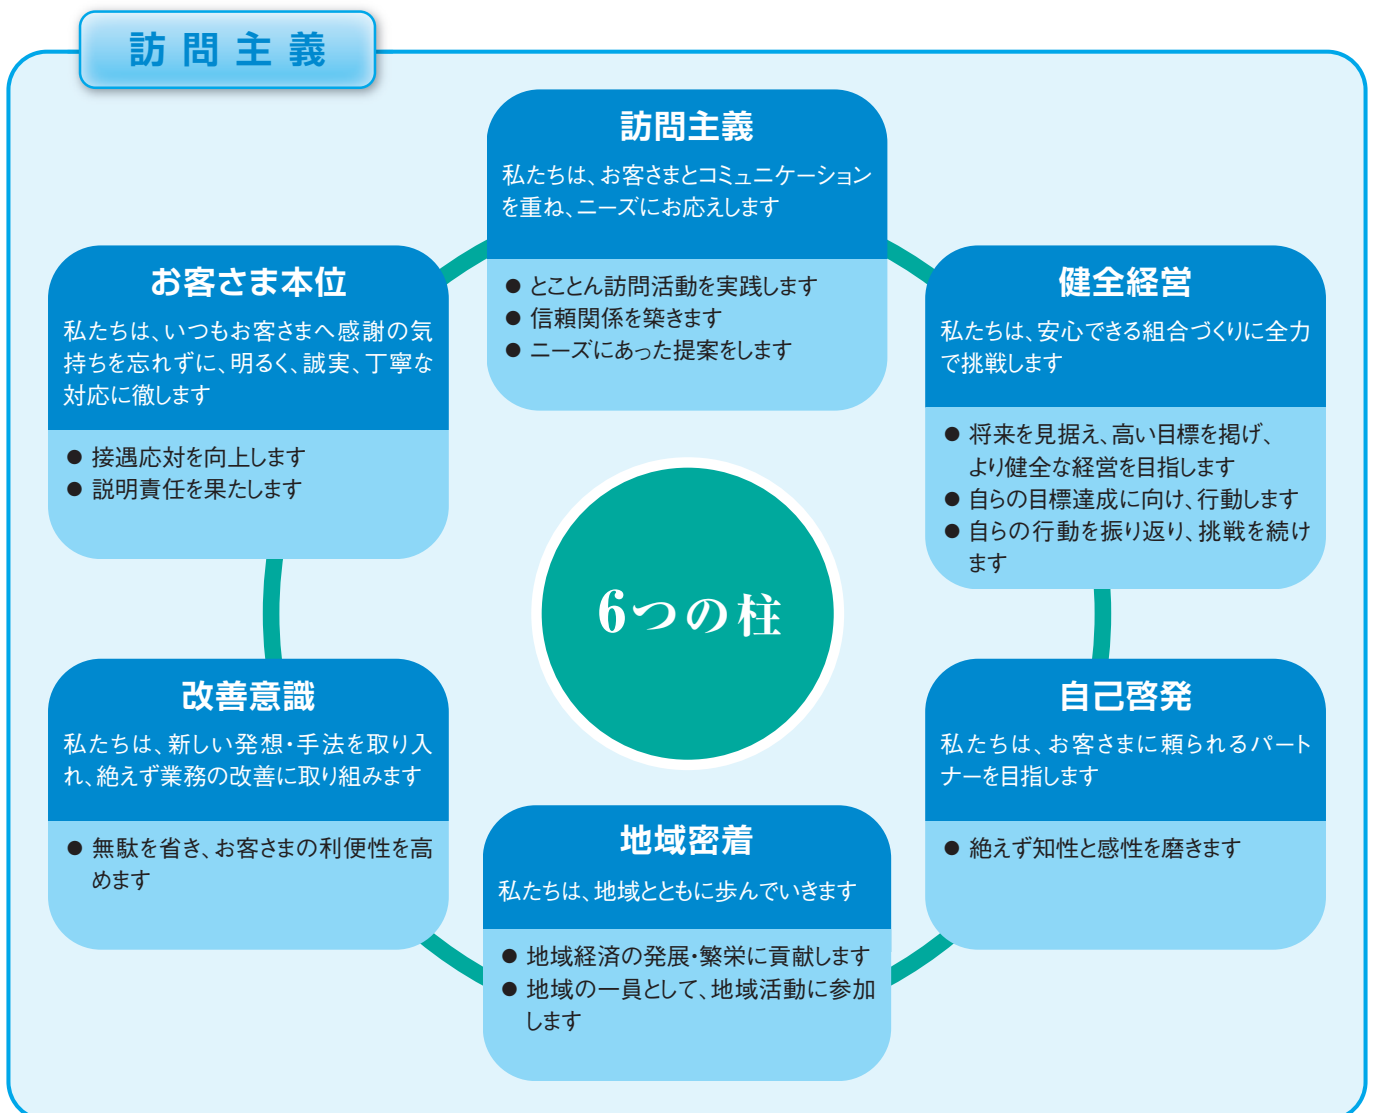 訪問主義
訪問主義
私たちは、お客さまとコミュニケーション
を重ね、ニーズにお応えします
● とことん訪問活動を実践します
● 信頼関係を築きます
● ニーズにあった提案をします
お客さま本位
私たちは、いつもお客さまへ感謝の気
持ちを忘れずに、明るく、誠実、丁寧な
対応に徹します
● 接遇応対を向上します
● 説明責任を果たします
健全経営
私たちは、安心できる組合づくりに全力
で挑戦します
● 将来を見据え、高い目標を掲げ、
より健全な経営を目指します
● 自らの目標達成に向け、行動します
● 自らの行動を振り返り、挑戦を続け
ます
6つの柱
改善意識
私たちは、新しい発想・手法を取り入
れ、絶えず業務の改善に取り組みます
● 無駄を省き、お客さまの利便性を高
めます
自己啓発
私たちは、お客さまに頼られるパート
ナーを目指します
● 絶えず知性と感性を磨きます
地域密着
私たちは、地域とともに歩んでいきます
● 地域経済の発展・繁栄に貢献します
● 地域の一員として、地域活動に参加
します